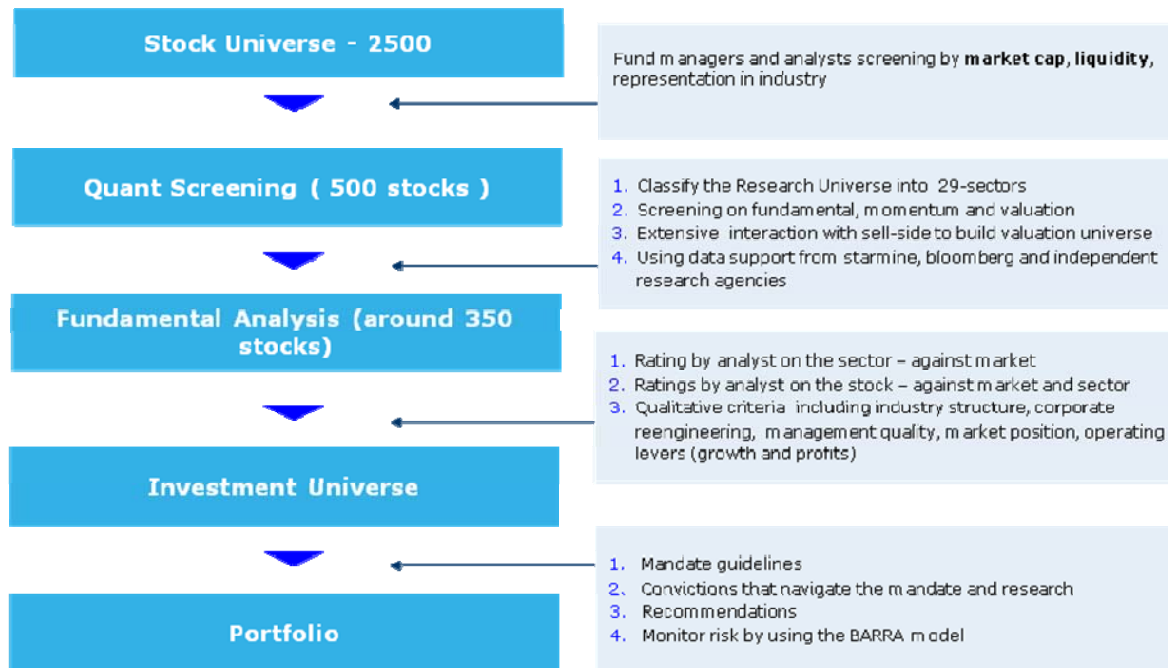 Stock Universe - 2500
Fund managers and analysts screening by market cap, liquidity,
representation in industry
Quant Screening ( 500 stocks )
1. Classify the Research Universe into 29-sectors
2. Screening on fundamental, momentum and valuation
3. Extensive interaction with sell-side to build valuation universe
4. Using data support from starmine, bloomberg and independent
research agencies
Fundamental Analysis (around 350
stocks)
1. Rating by analyst on the sector – against market
2. Ratings by analyst on the stock – against market and sector
3. Qualitative criteria including industry structure, corporate
reengineering, management quality, market position, operating
levers (growth and profits)
Investment Universe
1. Mandate guidelines
2. Convictions that navigate the mandate and research
3. Recommendations
4. Monitor risk by using the BARRA model
Portfolio